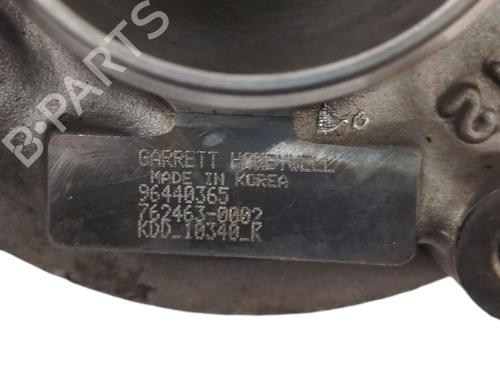 B-PARTS
GARRETT HONEYWELL
MADE IN KOREA
96440365
762463-0002
KDD_10340_R